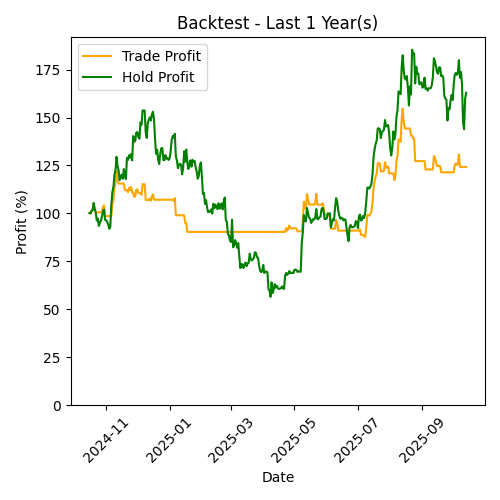 Backtest - Last 1 Year(s)
Trade Profit
Hold Profit
Profit (%)
175
150
125
100
75
50
25
0
2024-11
2025-01
2025-03
2025-05
2025-07
2025-09
Date